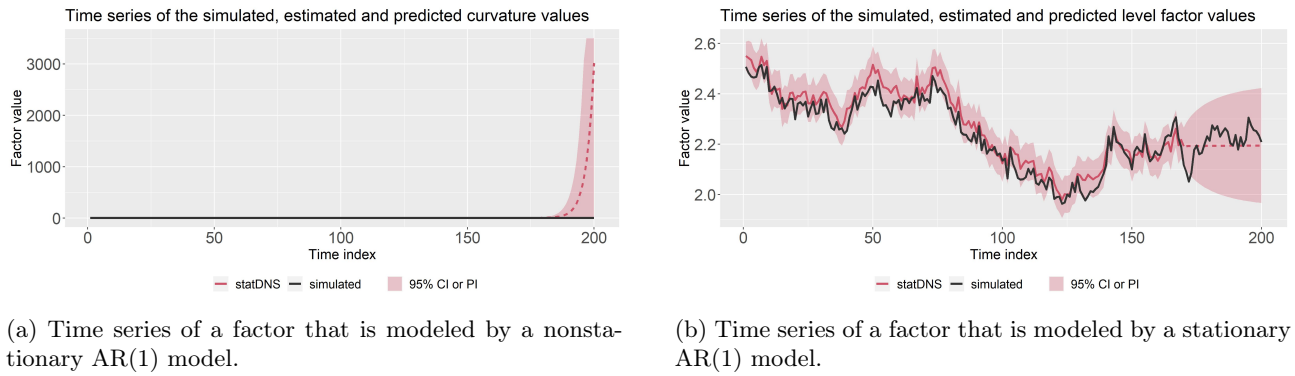 Time series of the simulated, estimated and predicted curvature values
Factor value
3000
2000
1000
0
0 50 100 150 200
Time index
statDNS simulated 95% CI or PI
(a) Time series of a factor that is modeled by a nonsta-
tionary AR(1) model.
Time series of the simulated, estimated and predicted level factor values
Factor value
2.6
2.4
2.2
2.0
0 50 100 150 200
Time index
statDNS simulated 95% CI or PI
(b) Time series of a factor that is modeled by a stationary
AR(1) model.